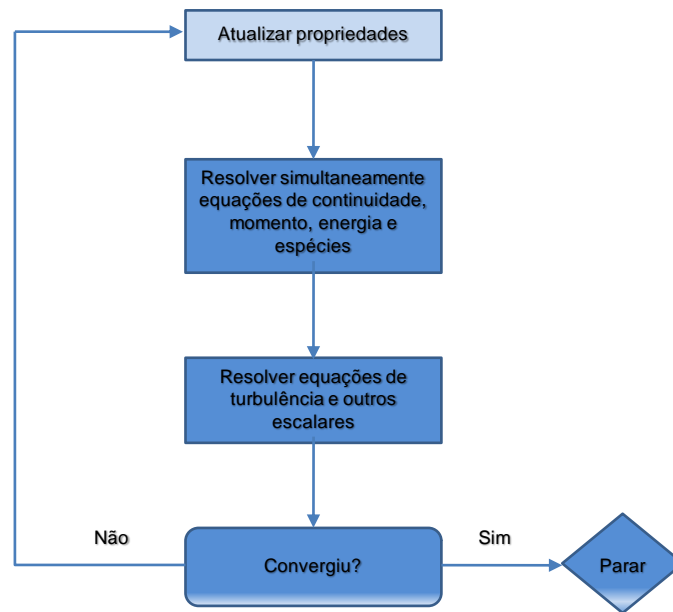 Atualizar propriedades
Resolver simultaneamente
equações de continuidade,
momento, energia e
espécies
Resolver equações de
turbulência e outros
escalares
Não
Convergiu?
Sim
Parar